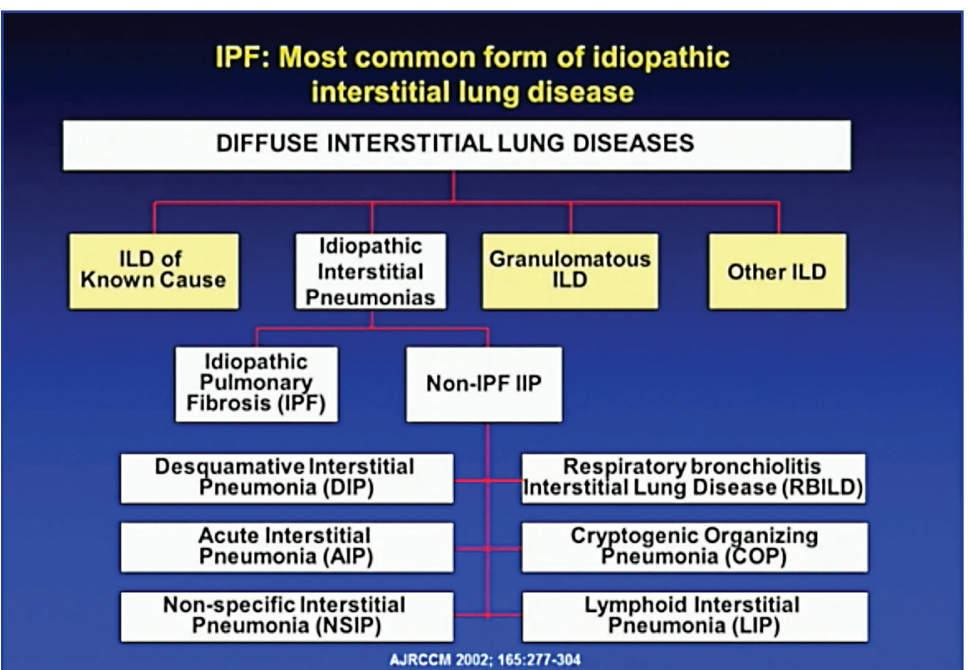 IPF: Most common form of idiopathic
interstitial lung disease
DIFFUSE INTERSTITIAL LUNG DISEASES
ILD of
Known Cause
Idiopathic
Interstitial
Pneumonias
Granulomatous
ILD
Other ILD
Idiopathic
Pulmonary
Fibrosis (IPF)
Non-IPF IIP
Desquamative Interstitial
Pneumonia (DIP)
Respiratory bronchiolitis
Interstitial Lung Disease (RBILD)
Acute Interstitial
Pneumonia (AIP)
Cryptogenic Organizing
Pneumonia (COP)
Non-specific Interstitial
Pneumonia (NSIP)
Lymphoid Interstitial
Pneumonia (LIP)
AJRCCM 2002; 165:277-304